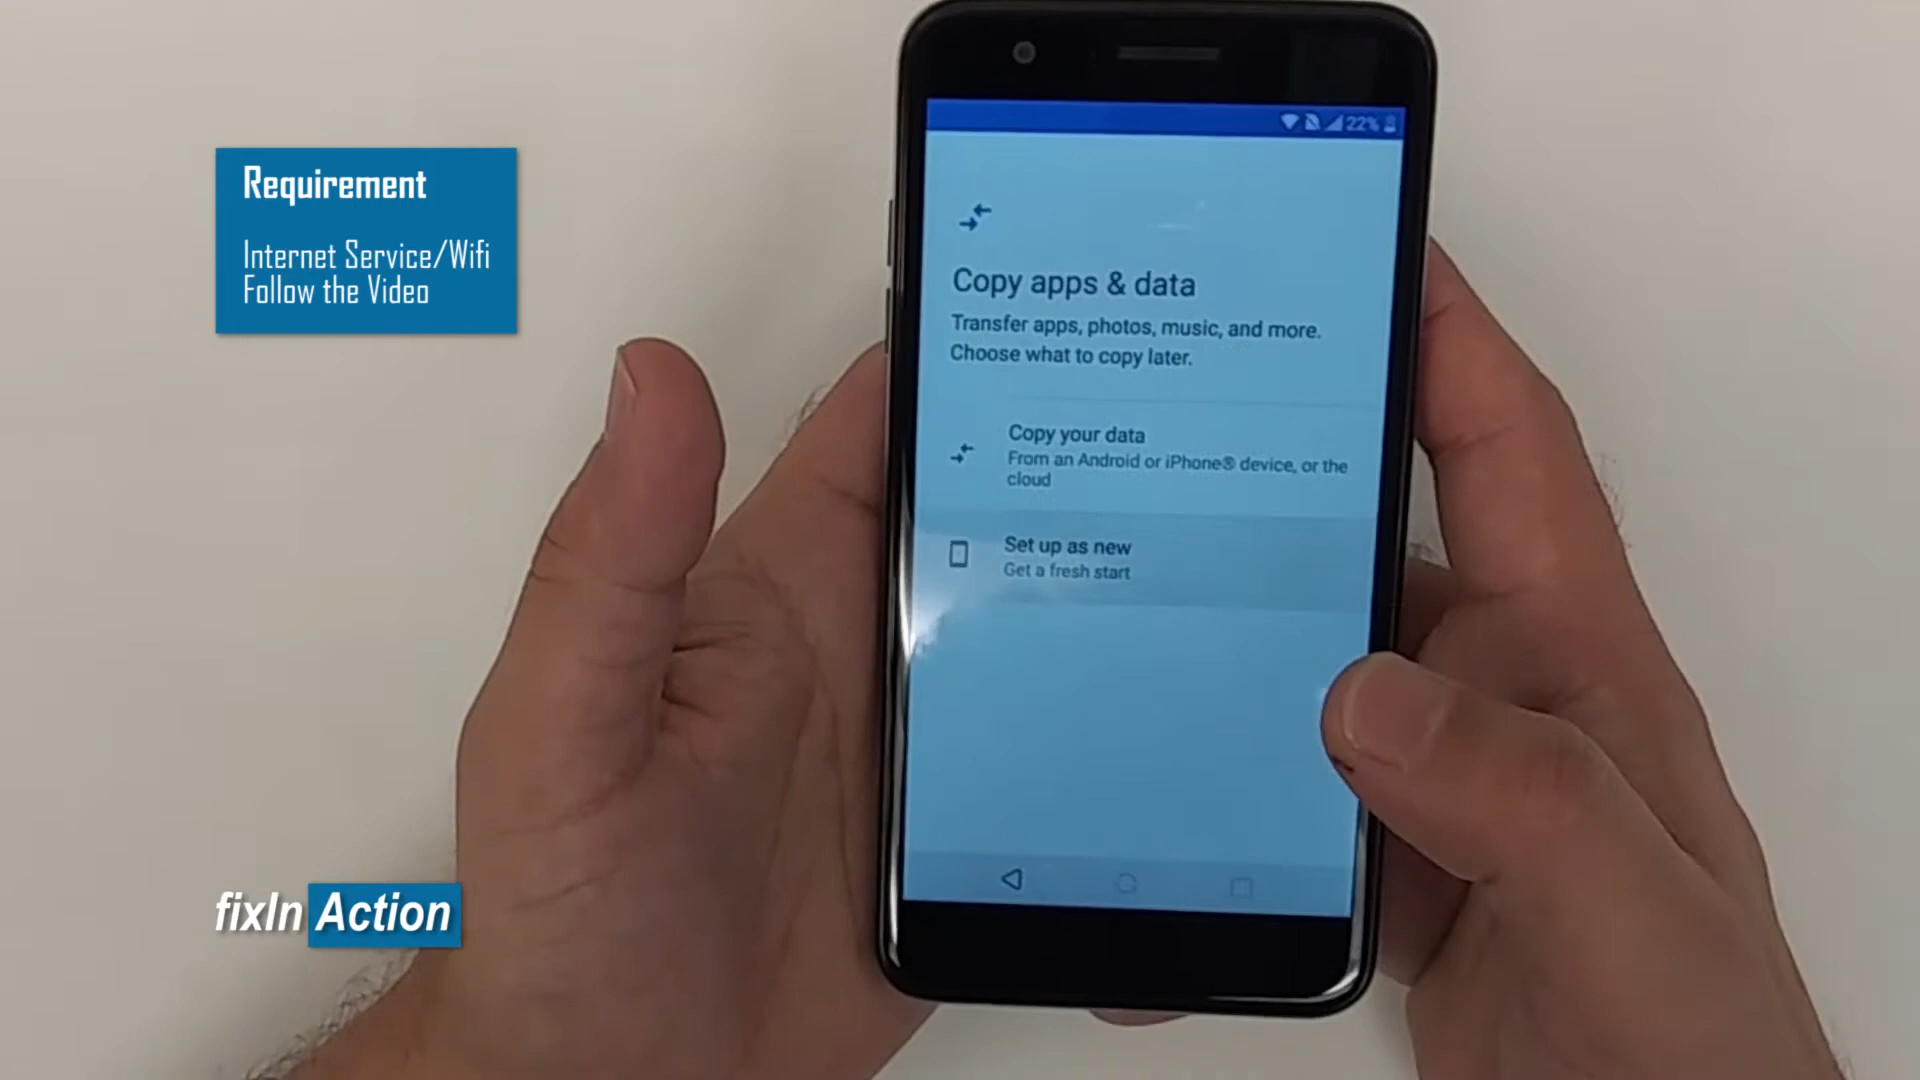 Requirement
Internet Service/Wifi
Follow the Video
22%
Copy apps & data
Transfer apps, photos, music, and more.
Choose what to copy later.
Copy your data
From an Android or iPhone® device, or the
cloud
Set up as new
Get a fresh start
fixIn Action